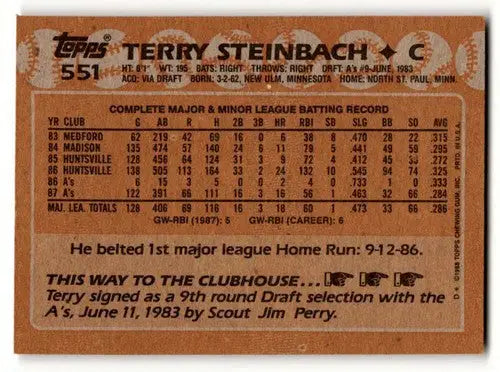 Topps
551
TERRY STEINBACH ✦ C
HT: 6'1" WT: 195 BATS: RIGHT THROWS: RIGHT DRAFT: A's #9-JUNE, 1983
ACQ: VIA DRAFT BORN: 3-2-62, NEW ULM, MINNESOTA HOME: NORTH ST. PAUL, MINN.
COMPLETE MAJOR & MINOR LEAGUE BATTING RECORD
YR CLUB G AB R H 2B 3B HR RBI SB SLG BB SO AVG
83 MEDFORD 62 219 42 69 16 0 6 38 8 .470 28 22 .315
84 MADISON 135 474 57 140 24 6 11 79 5 .441 49 59 .295
85 HUNTSVILLE 128 456 64 124 31 3 9 72 4 .412 45 36 .272
86 HUNTSVILLE 138 505 113 164 33 2 24 132 10 .545 94 74 .325
86 A's 6 15 3 5 0 0 2 4 0 .733 1 0 .333
87 A's 122 391 66 111 16 3 16 56 1 .463 32 66 .284
MAJ. LEA. TOTALS 128 406 69 116 16 3 18 60 1 .473 33 66 .286
GW-RBI (1987): 5 GW-RBI (CAREER): 6
He belted 1st major league Home Run: 9-12-86.
THIS WAY TO THE CLUBHOUSE...
Terry signed as a 9th round Draft selection with the
A's, June 11, 1983 by Scout Jim Perry.
D* ©1988 TOPPS CHEWING GUM, INC. PRTD. IN U.S.A.